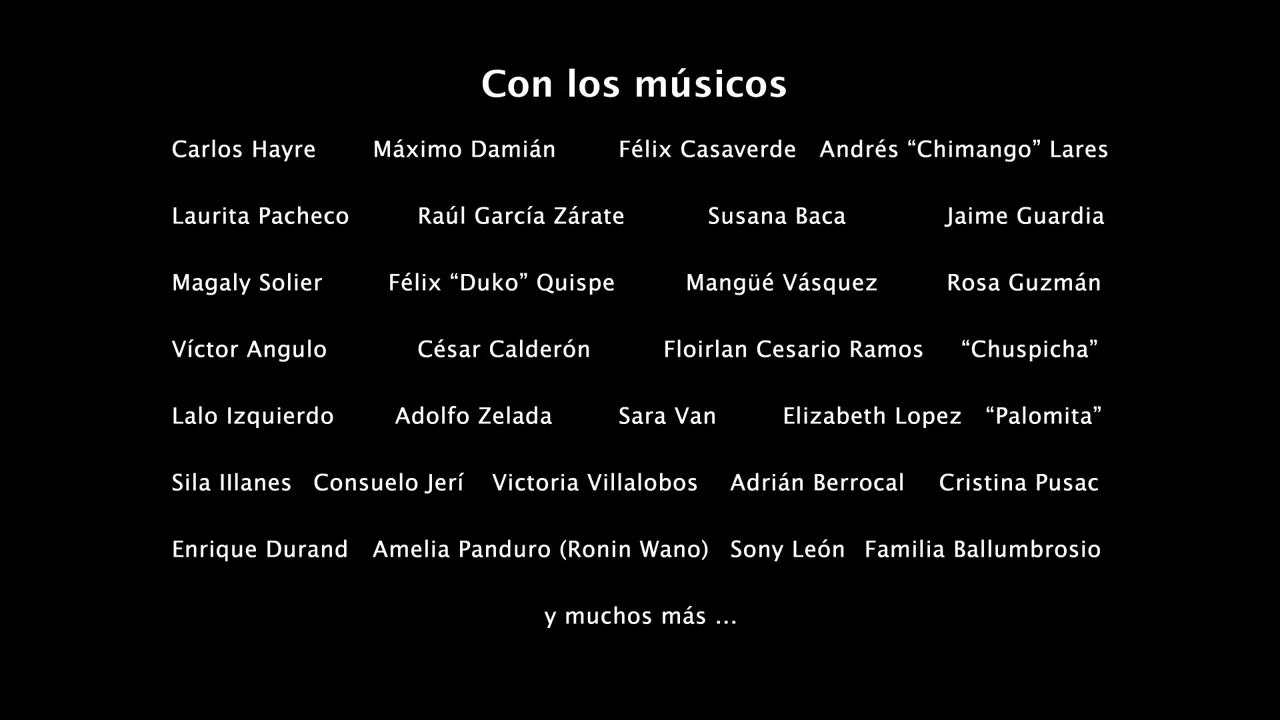 Con los músicos
Carlos Hayre Máximo Damián Félix Casaverde Andrés “Chimango” Lares
Laurita Pacheco Raúl García Zárate Susana Baca Jaime Guardia
Magaly Solier Félix “Duko” Quispe Mangüé Vásquez Rosa Guzmán
Víctor Angulo César Calderón Floirlan Cesario Ramos “Chuspicha”
Lalo Izquierdo Adolfo Zelada Sara Van Elizabeth Lopez “Palomita”
Sila Illanes Consuelo Jerí Victoria Villalobos Adrián Berrocal Cristina Pusac
Enrique Durand Amelia Panduro (Ronin Wano) Sony León Familia Ballumbrosio
y muchos más ...